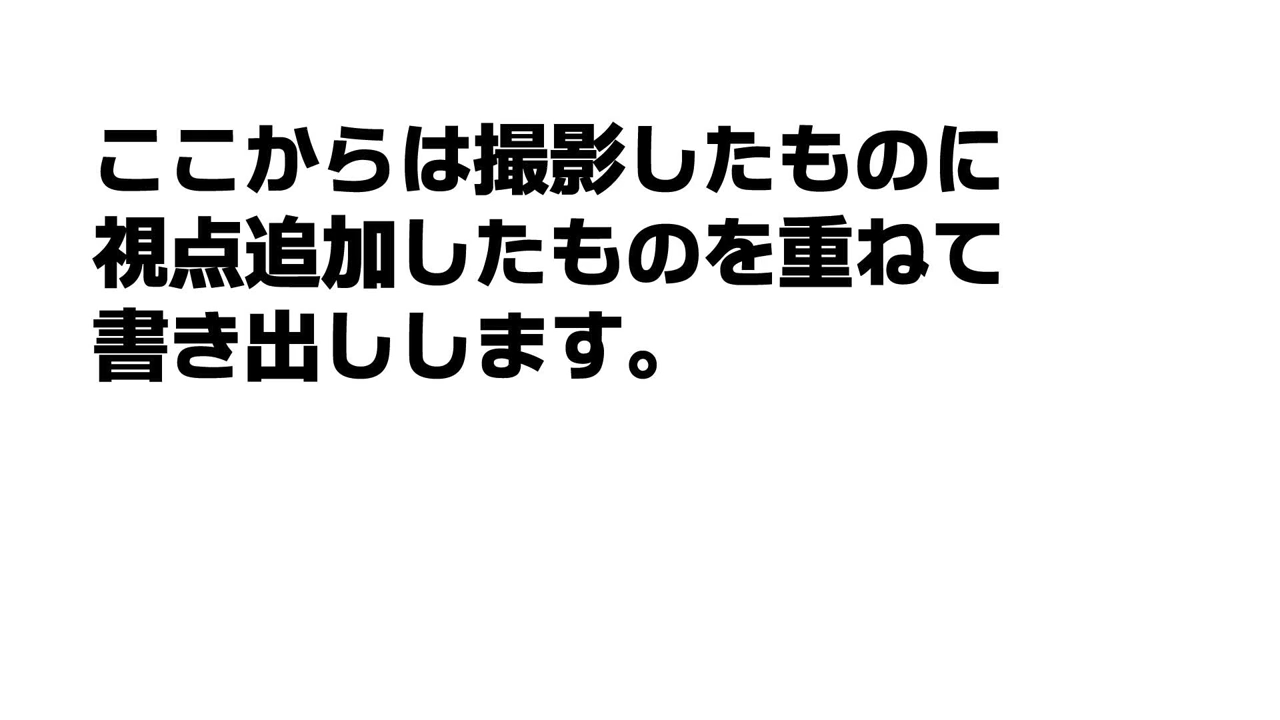 ここからは撮影したものに
視点追加したものを重ねて
書き出しします。